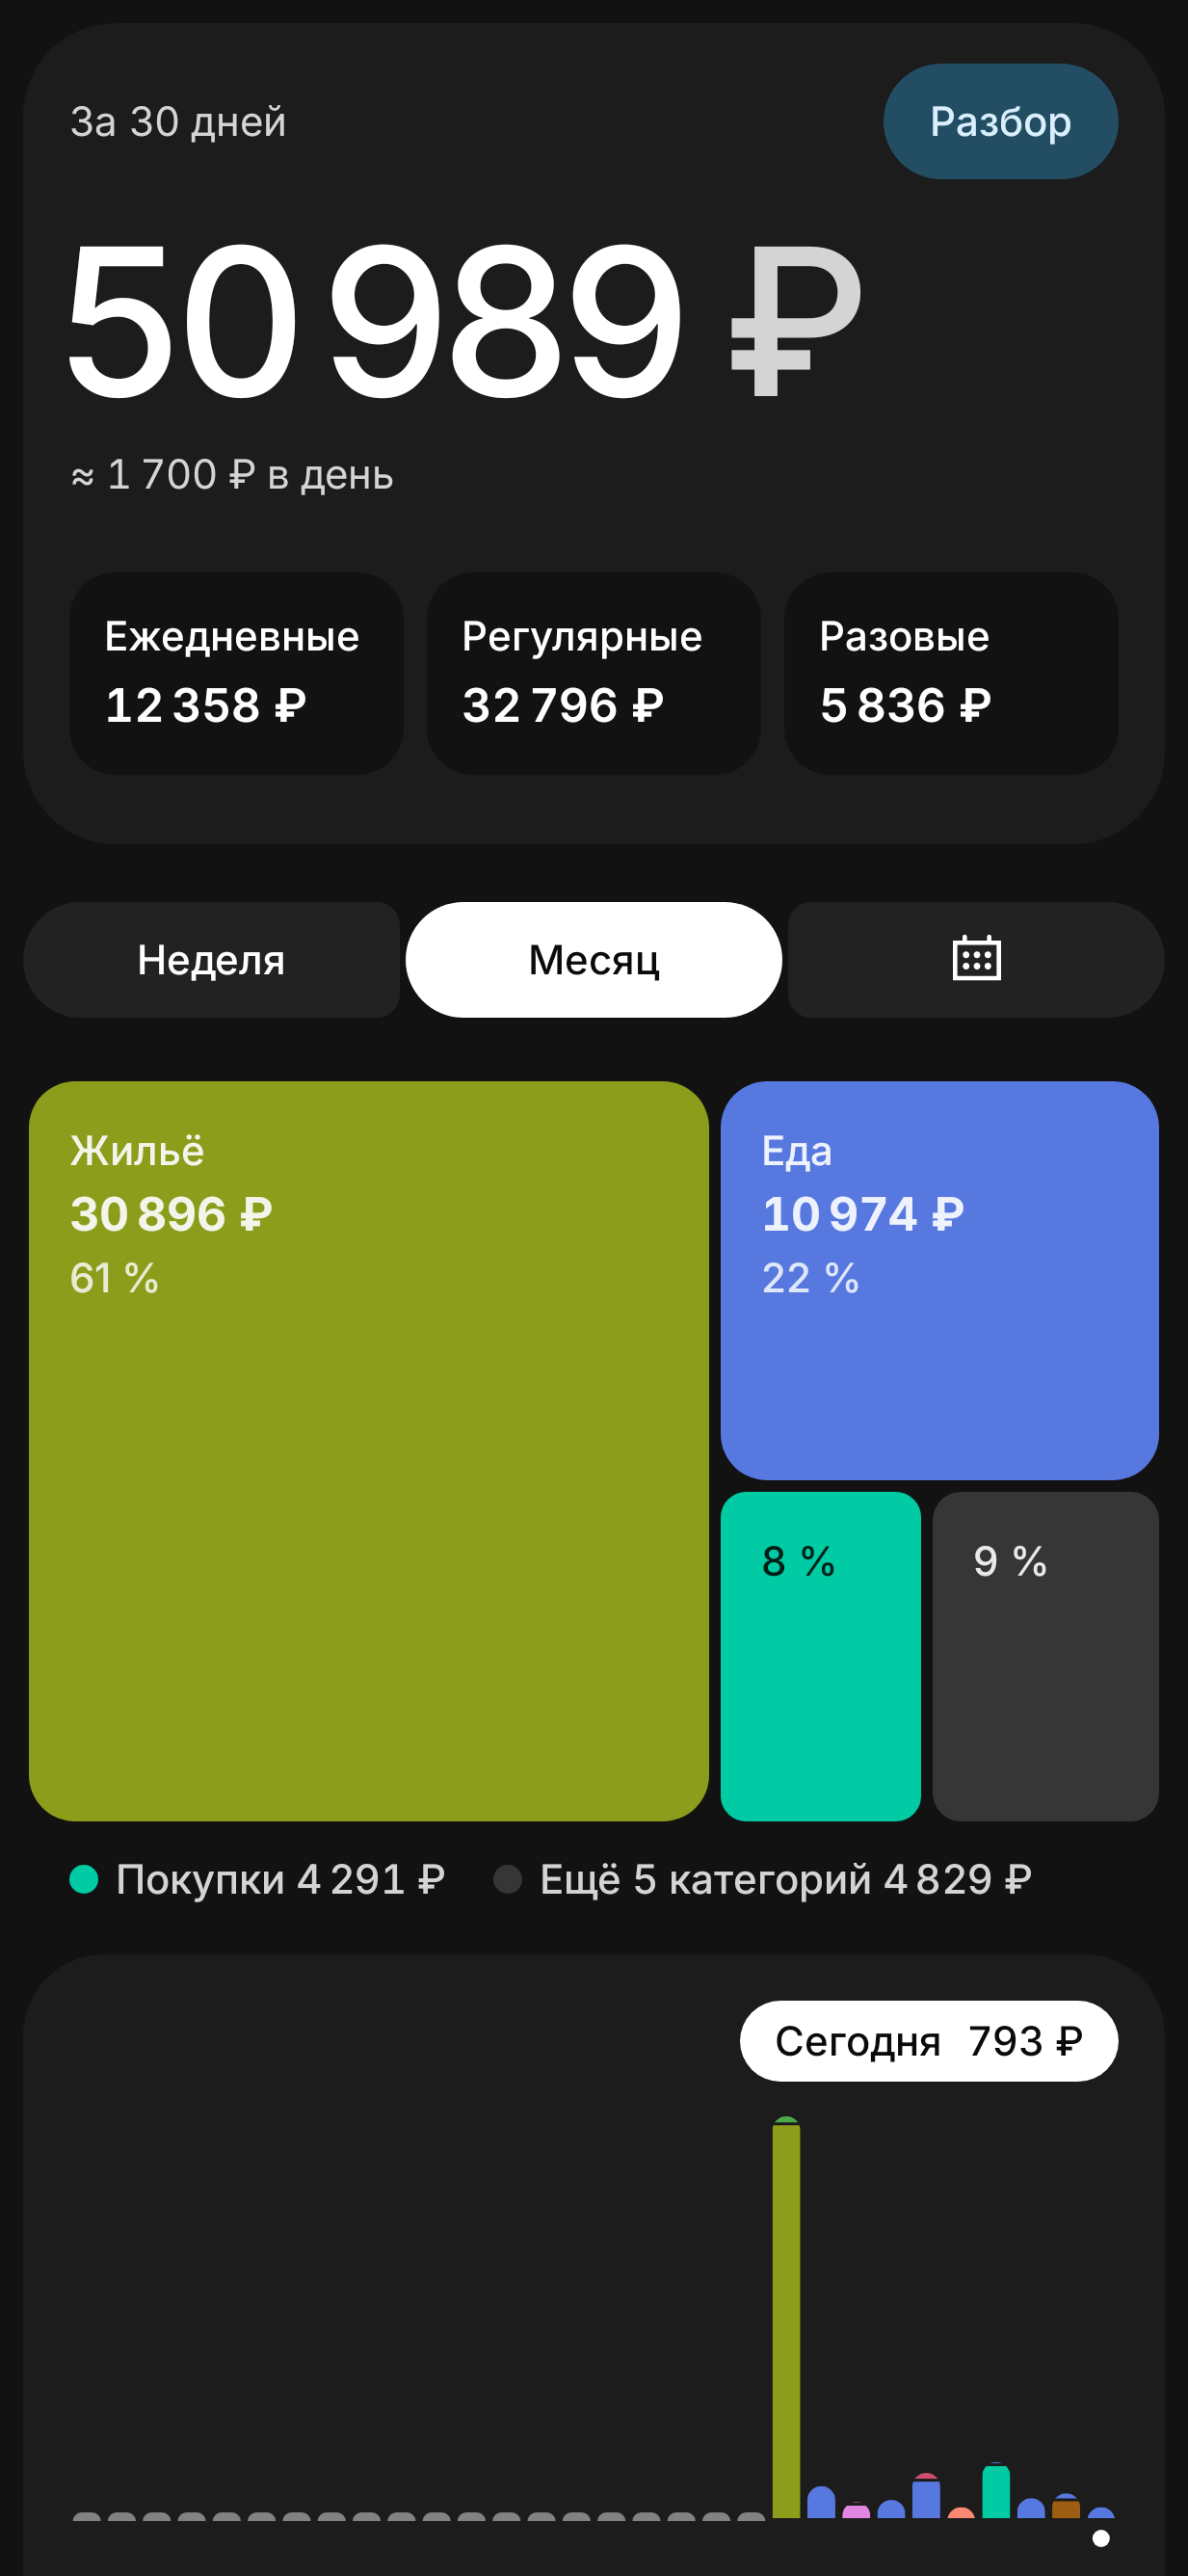 За 30 дней
Разбор
50 989 ₽
≈ 1 700 ₽ в день
Ежедневные
12 358 ₽
Регулярные
32 796 ₽
Разовые
5 836 ₽
Неделя
Месяц
Жильё
30 896 ₽
61 %
Еда
10 974 ₽
22 %
8 %
9 %
Покупки 4 291 ₽
Ещё 5 категорий 4 829 ₽
Сегодня 793 ₽